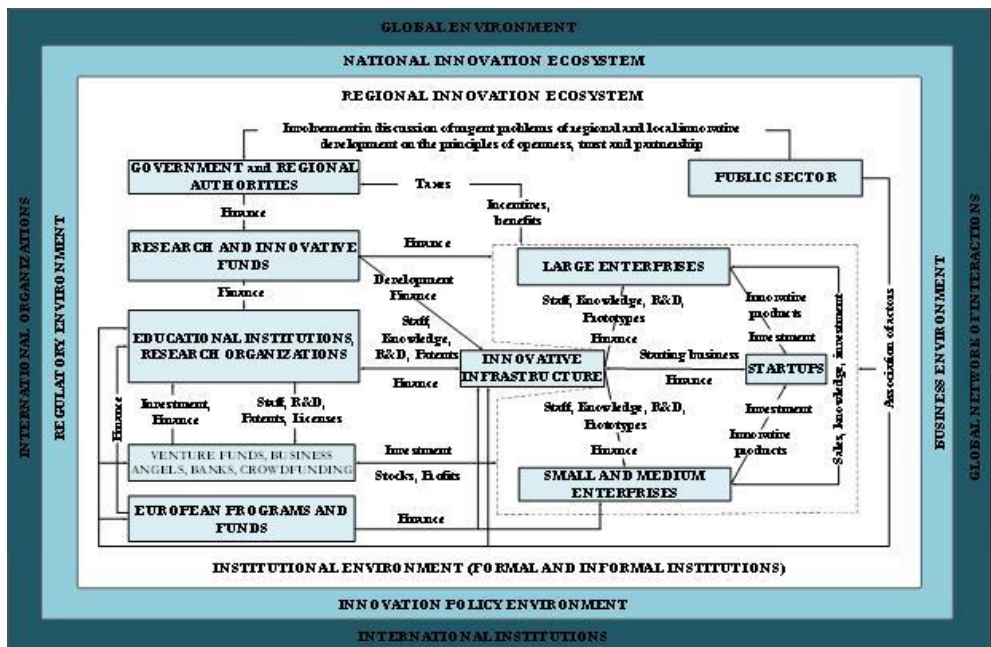 GLOBAL ENVIRONMENT
NATIONAL INNOVATION ECOSYSTEM
REGIONAL INNOVATION ECOSYSTEM
Involvement in discussion of urgent problems of regional and local innovative
development on the principles of openness, trust and partnership
GOVERNMENT and REGIONAL
AUTHORITIES
Taxes
PUBLIC SECTOR
Incentives,
benefits
Finance
RESEARCH AND INNOVATIVE
FUNDS
Finance
LARGE ENTERPRISES
Development
Finance
Finance
Staff, Knowledge, R&D,
Prototypes
Finance
Innovative
products
Investment
EDUCATIONAL INSTITUTIONS,
RESEARCH ORGANIZATIONS
Staff,
Knowledge,
R&D, Patents
Finance
INNOVATIVE
INFRASTRUCTURE
Starting business
Finance
STARTUPS
Finance
Investment,
Finance
Staff, R&D,
Patents, Licenses
Staff, Knowledge, R&D,
Prototypes
Finance
Investment
Innovative
products
VENTURE FUNDS, BUSINESS
ANGELS, BANKS, CROWDFUNDING
Investment
Stocks, Profits
SMALL AND MEDIUM
ENTERPRISES
EUROPEAN PROGRAMS AND
FUNDS
Finance
Sales, knowledge, investment
Association of actors
INSTITUTIONAL ENVIRONMENT (FORMAL AND INFORMAL INSTITUTIONS)
INNOVATION POLICY ENVIRONMENT
INTERNATIONAL INSTITUTIONS
INTERNATIONAL ORGANIZATIONS
REGULATORY ENVIRONMENT
BUSINESS ENVIRONMENT
GLOBAL NETWORK OF INTERACTIONS